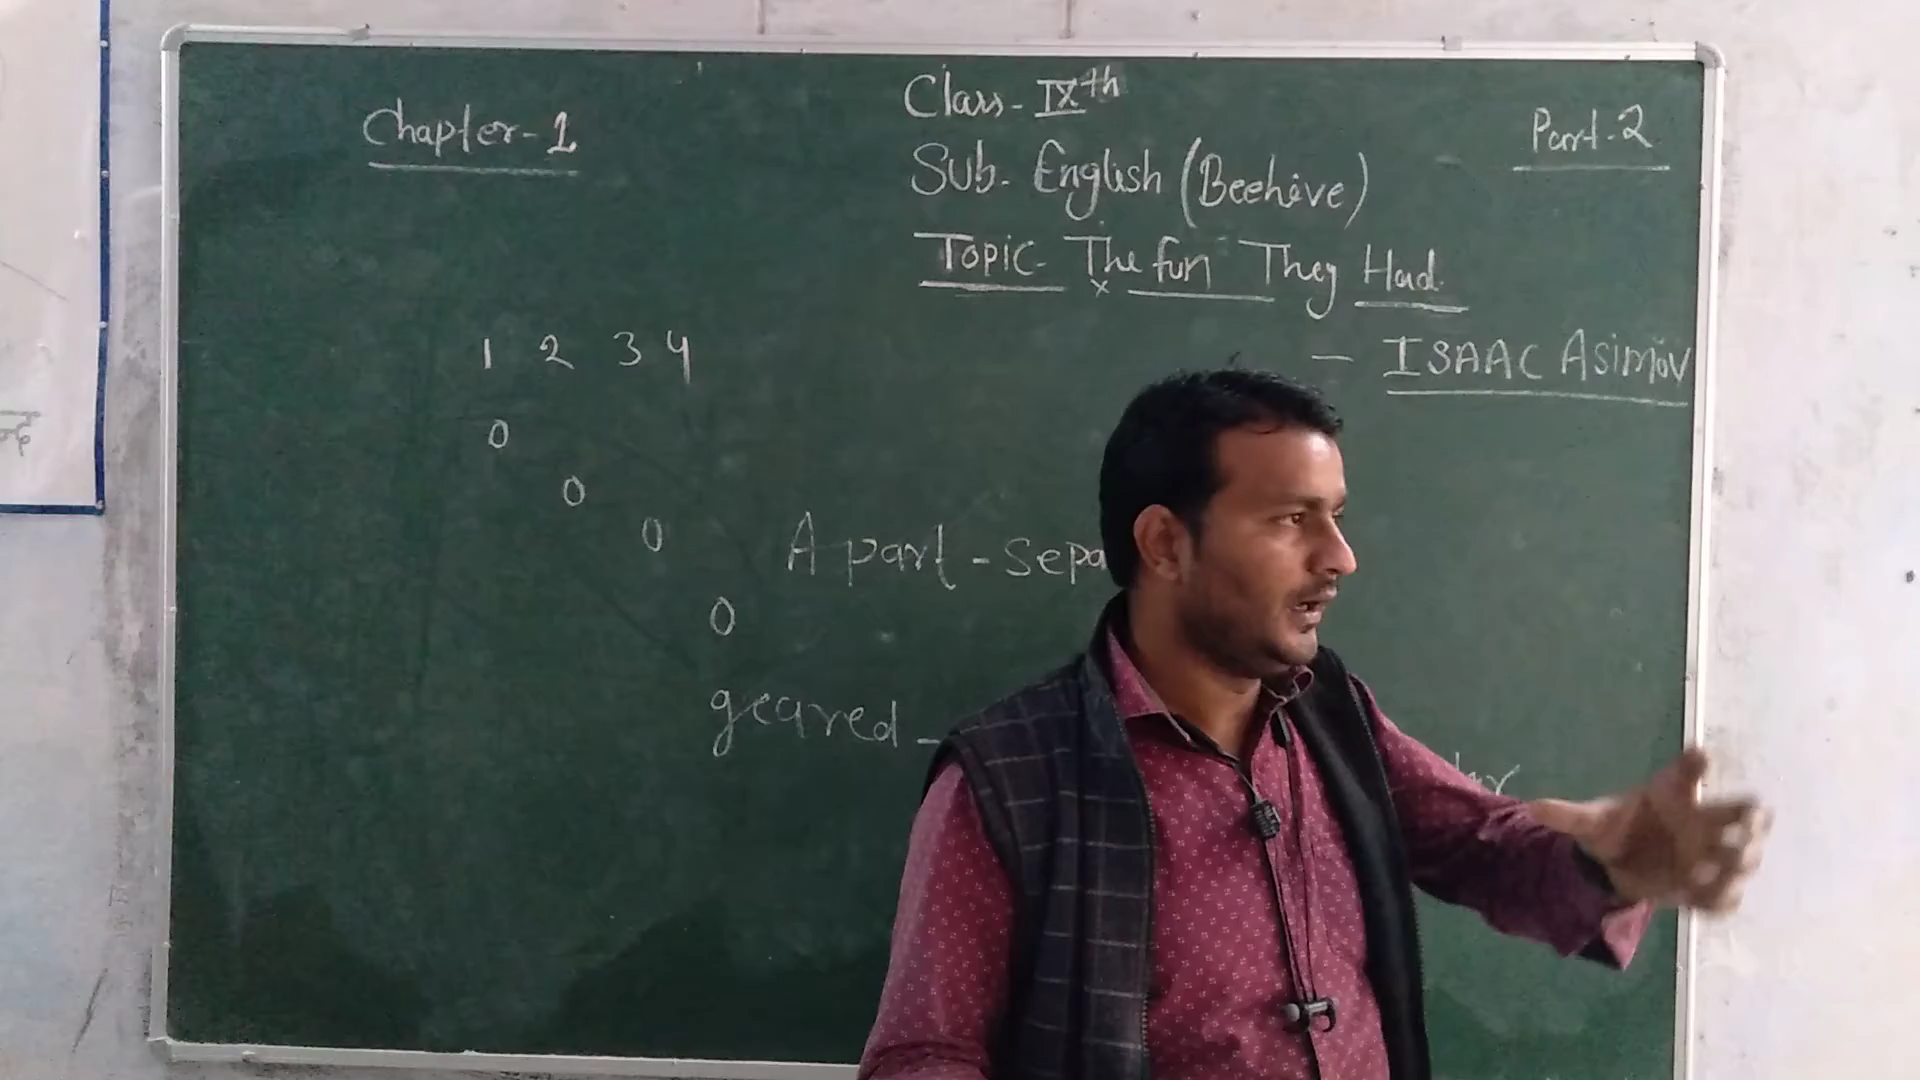 Chapter-1
Class-IXth
Sub. English (Beehive)
Topic- The fun They Had.
Part-2
— ISAAC ASimov
1 2 3 4
0
0
0
A part - sepa
0
geared -